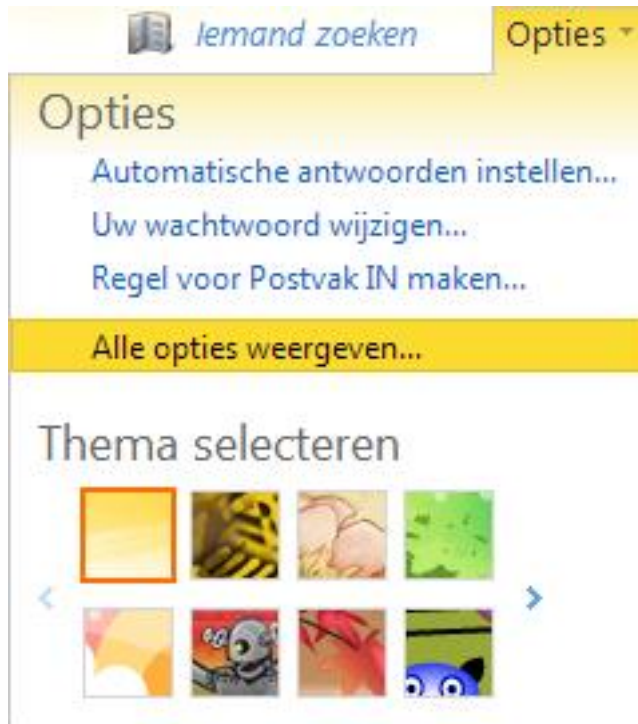 Iemand zoeken Opties
Opties
Automatische antwoorden instellen...
Uw wachtwoord wijzigen...
Regel voor Postvak IN maken...
Alle opties weergeven...
Thema selecteren